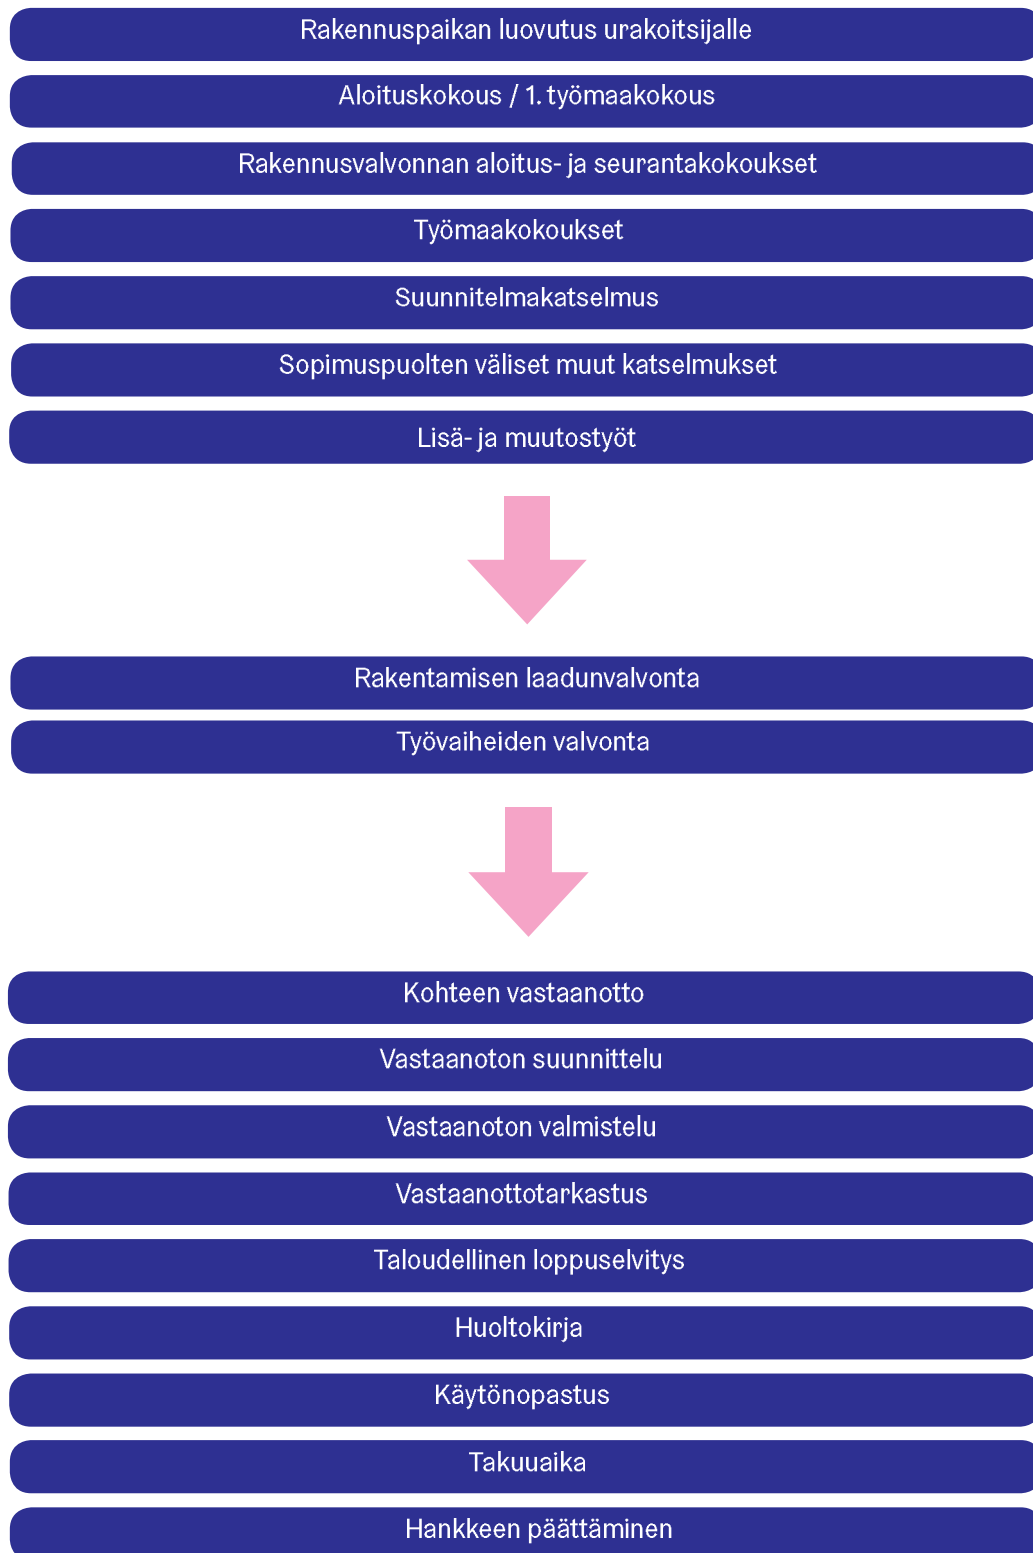 Rakennuspaikan luovutus urakoitsijalle
Aloituskokous / 1. työmaakokous
Rakennusvalvonnan aloitus- ja seurantakokoukset
Työmaakokoukset
Suunnitelmakatselmus
Sopimuspuolten väliset muut katselmukset
Lisä- ja muutostyöt
Rakentamisen laadunvalvonta
Työvaiheiden valvonta
Kohteen vastaanotto
Vastaanoton suunnittelu
Vastaanoton valmistelu
Vastaanottotarkastus
Taloudellinen loppuselvitys
Huoltokirja
Käytönopastus
Takuuaika
Hankkeen päättäminen